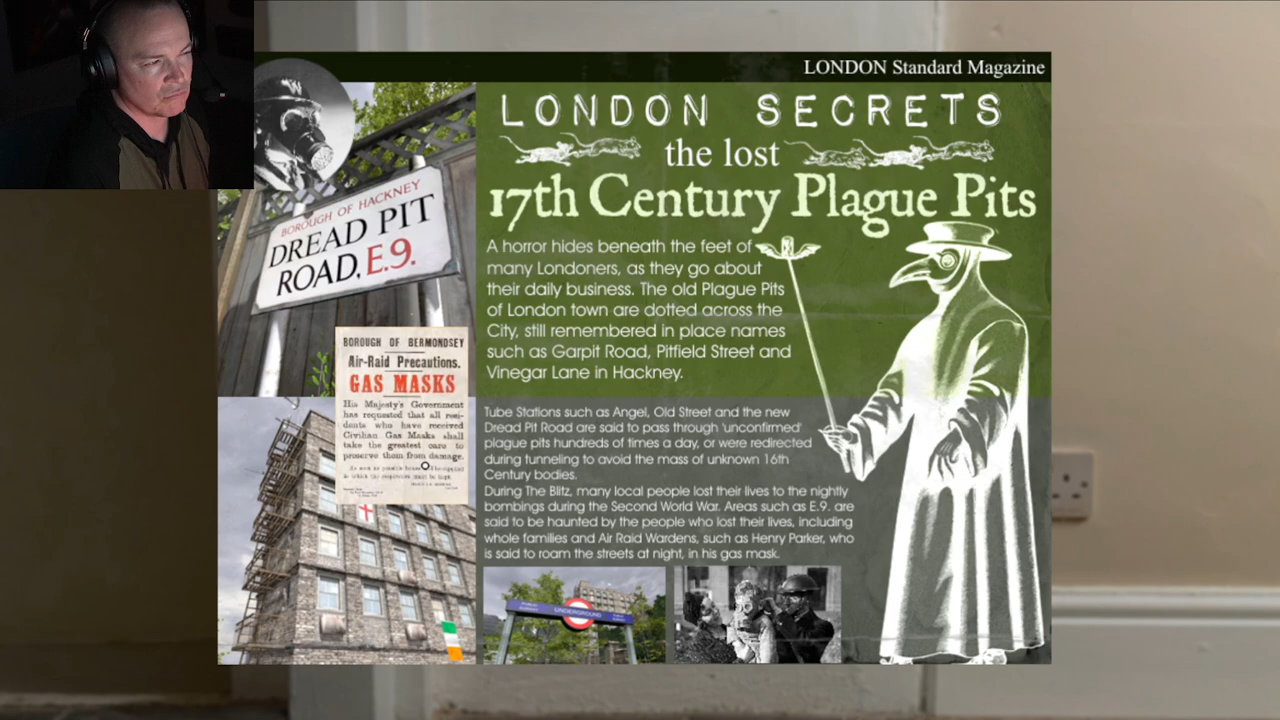 LONDON Standard Magazine
LONDON SECRETS
the lost
17th Century Plague Pits
BOROUGH OF HACKNEY
DREAD PIT
ROAD, E.9.
A horror hides beneath the feet of
many Londoners, as they go about
their daily business. The old Plague Pits
of London town are dotted across the
City, still remembered in place names
such as Garpit Road, Pitfield Street and
Vinegar Lane in Hackney.
BOROUGH OF BERMONDSEY
Air-Raid Precautions.
GAS MASKS
His Majesty's Government
has requested that all resi-
dents who have received
Civilian Gas Masks shall
take the greatest care to
preserve them from damage.
Tube Stations such as Angel, Old Street and the new
Dread Pit Road are said to pass through 'unconfirmed'
plague pits hundreds of times a day, or were redirected
during tunneling to avoid the mass of unknown 16th
Century bodies.
During The Blitz, many local people lost their lives to the nightly
bombings during the Second World War. Areas such as E.9. are
said to be haunted by the people who lost their lives, including
whole families and Air Raid Wardens, such as Henry Parker, who
is said to roam the streets at night, in his gas mask.
UNDERGROUND